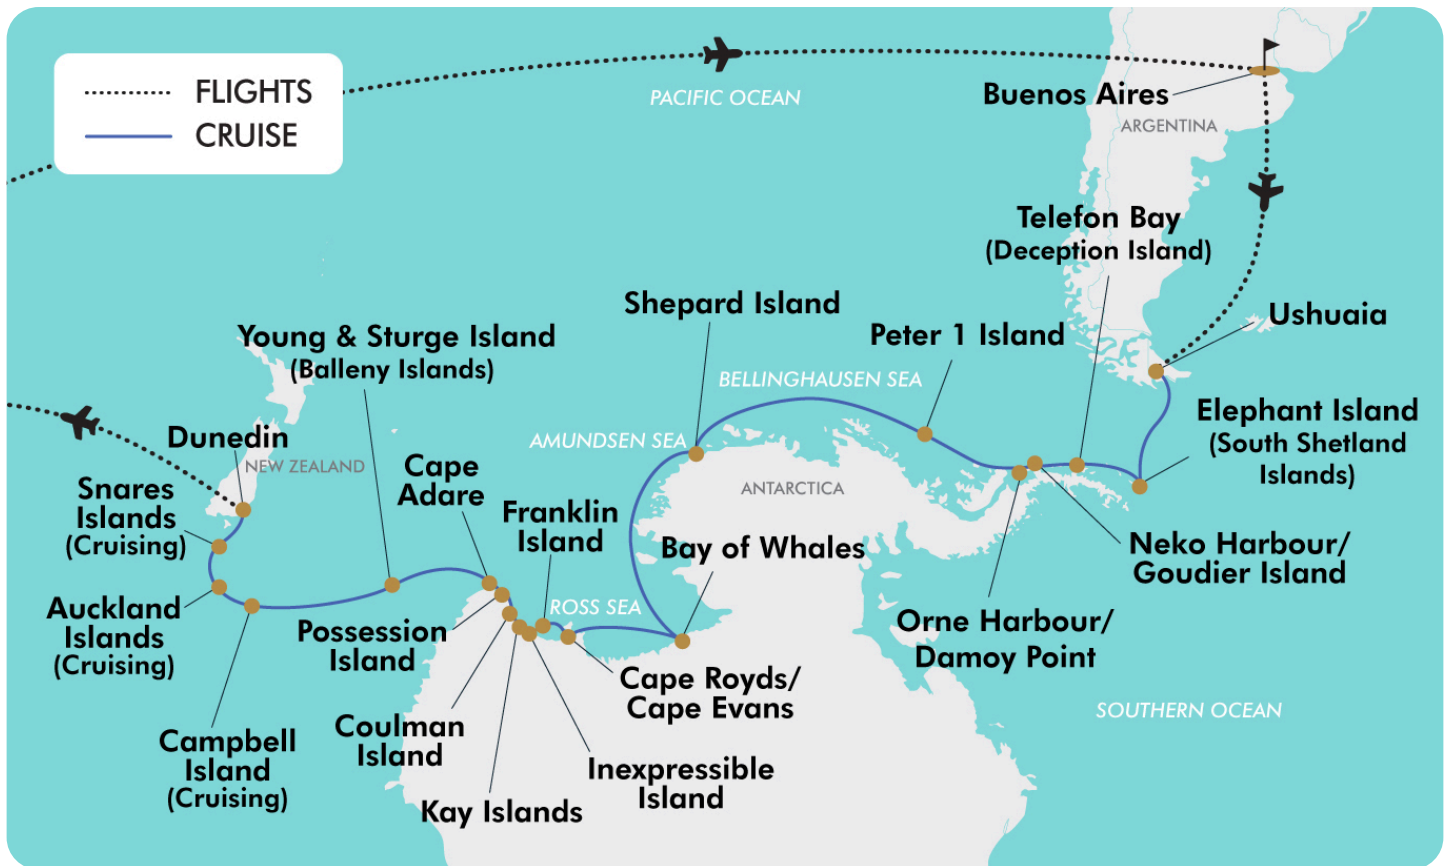 FLIGHTS
CRUISE
PACIFIC OCEAN
Buenos Aires
ARGENTINA
Telefon Bay
(Deception Island)
Shepard Island
Ushuaia
Young & Sturge Island
(Balleny Islands)
Peter 1 Island
BELLINGHAUSEN SEA
Elephant Island
(South Shetland
Islands)
Dunedin
NEW ZEALAND
AMUNDSEN SEA
Cape
Adare
Snares
Islands
(Cruising)
Franklin
Island
ANTARCTICA
Bay of Whales
Neko Harbour/
Goudier Island
Auckland
Islands
(Cruising)
ROSS SEA
Possession
Island
Orne Harbour/
Damoy Point
Cape Royds/
Cape Evans
SOUTHERN OCEAN
Coulman
Island
Campbell
Island
(Cruising)
Inexpressible
Island
Kay Islands